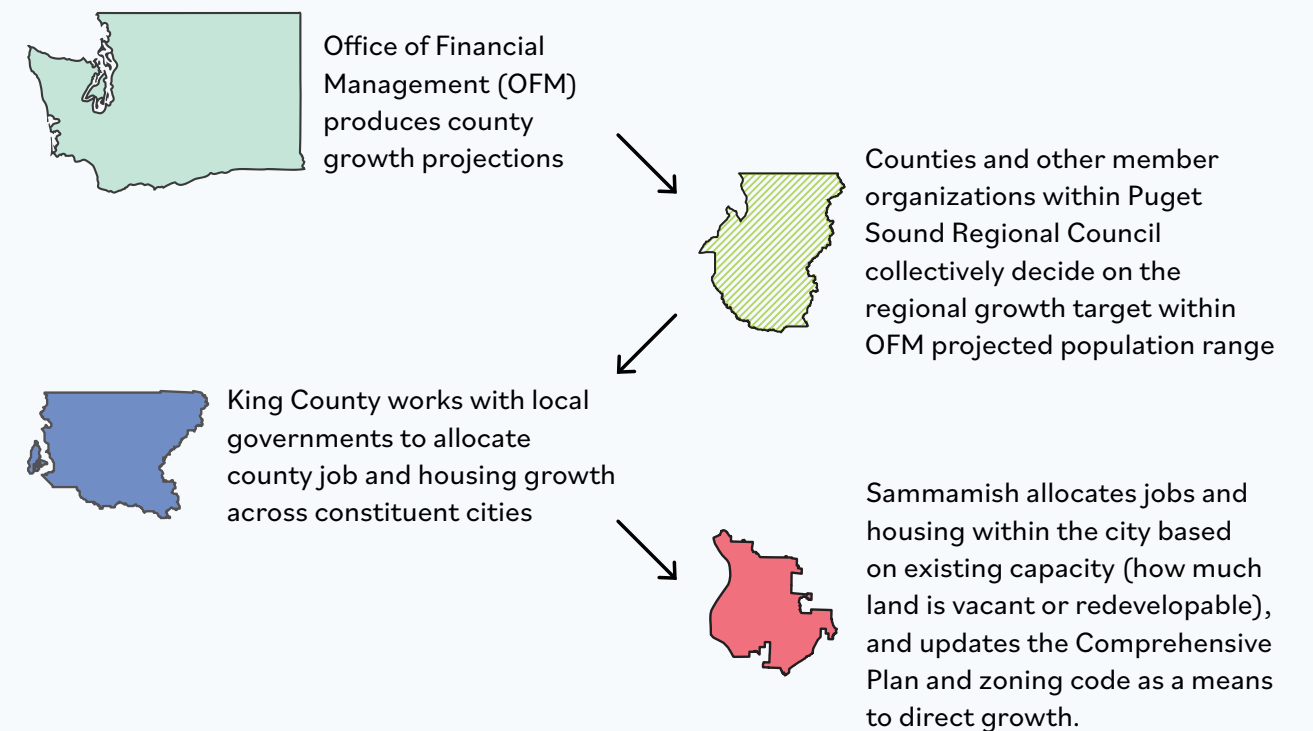 Office of Financial
Management (OFM)
produces county
growth projections
Counties and other member
organizations within Puget
Sound Regional Council
collectively decide on the
regional growth target within
OFM projected population range
King County works with local
governments to allocate
county job and housing growth
across constituent cities
Sammamish allocates jobs and
housing within the city based
on existing capacity (how much
land is vacant or redevelopable),
and updates the Comprehensive
Plan and zoning code as a means
to direct growth.